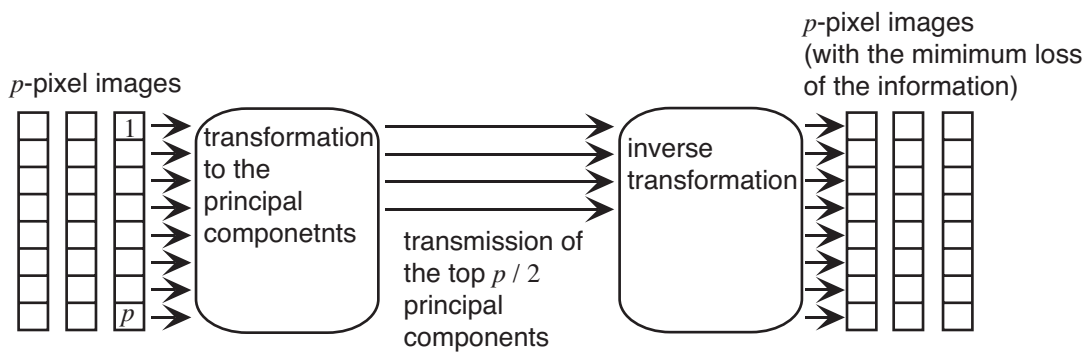 p-pixel images
1
p
transformation
to the
principal
componetnts
transmission of
the top p / 2
principal
components
inverse
transformation
p-pixel images
(with the mimimum loss
of the information)